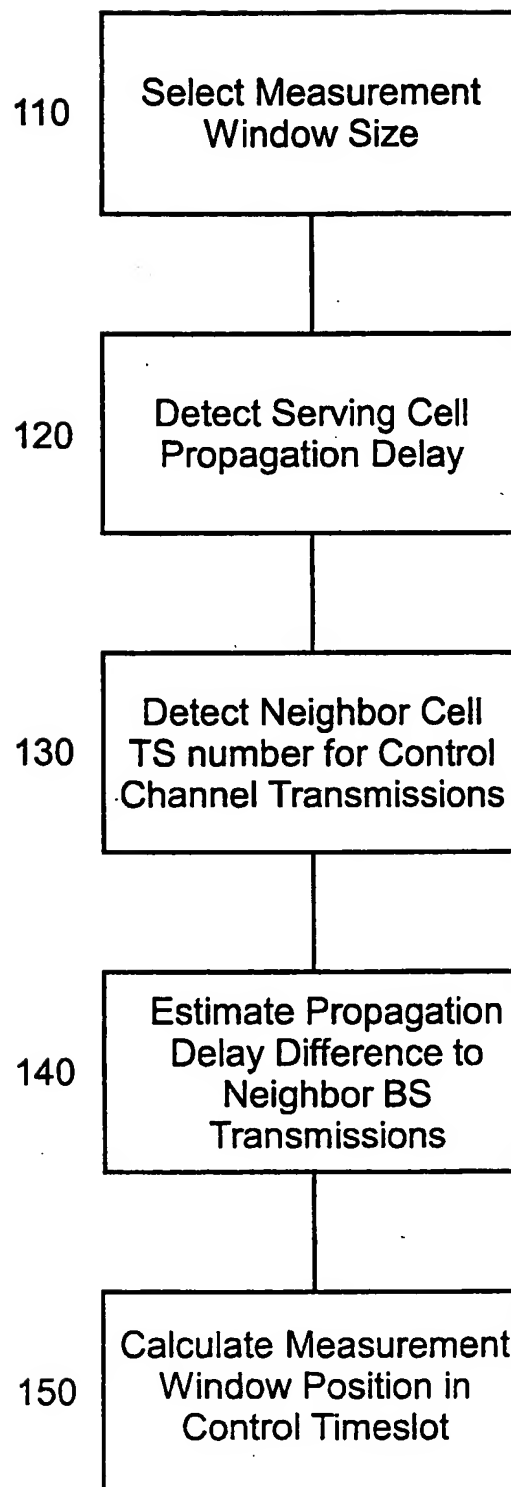 110
Select Measurement
Window Size
120
Detect Serving Cell
Propagation Delay
130
Detect Neighbor Cell
TS number for Control
Channel Transmissions
140
Estimate Propagation
Delay Difference to
Neighbor BS
Transmissions
150
Calculate Measurement
Window Position in
Control Timeslot